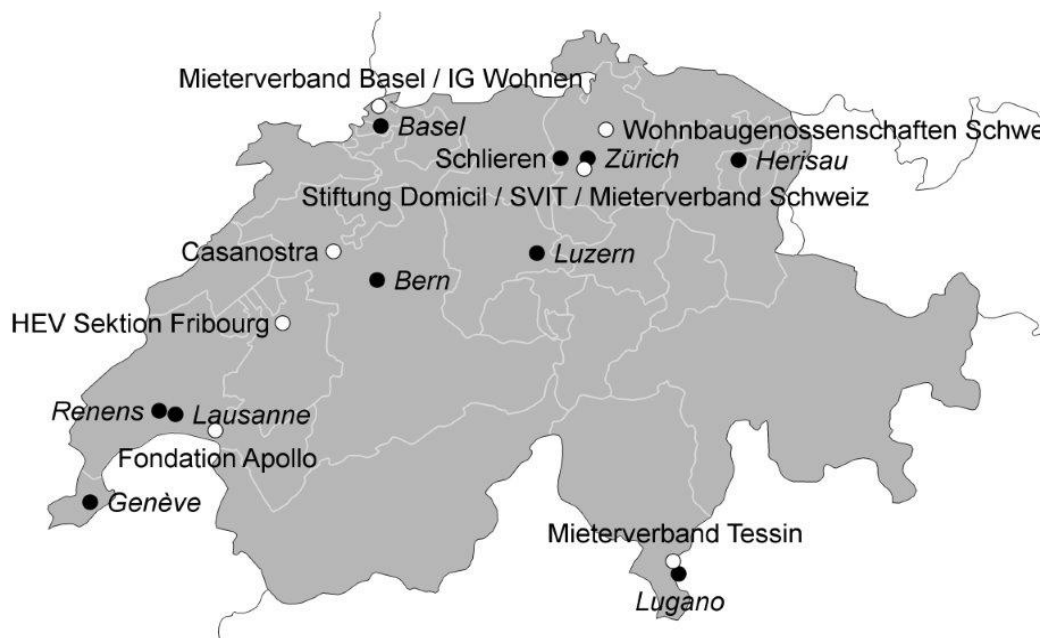 Mieterverband Basel / IG Wohnen
Basel
Wohnbaugenossenschaften Schwe
Schlieren
Zürich
Herisau
Stiftung Domicil / SVIT / Mieterverband Schweiz
Casanostra
Luzern
Bern
HEV Sektion Fribourg
Renens
Lausanne
Fondation Apollo
Genève
Mieterverband Tessin
Lugano